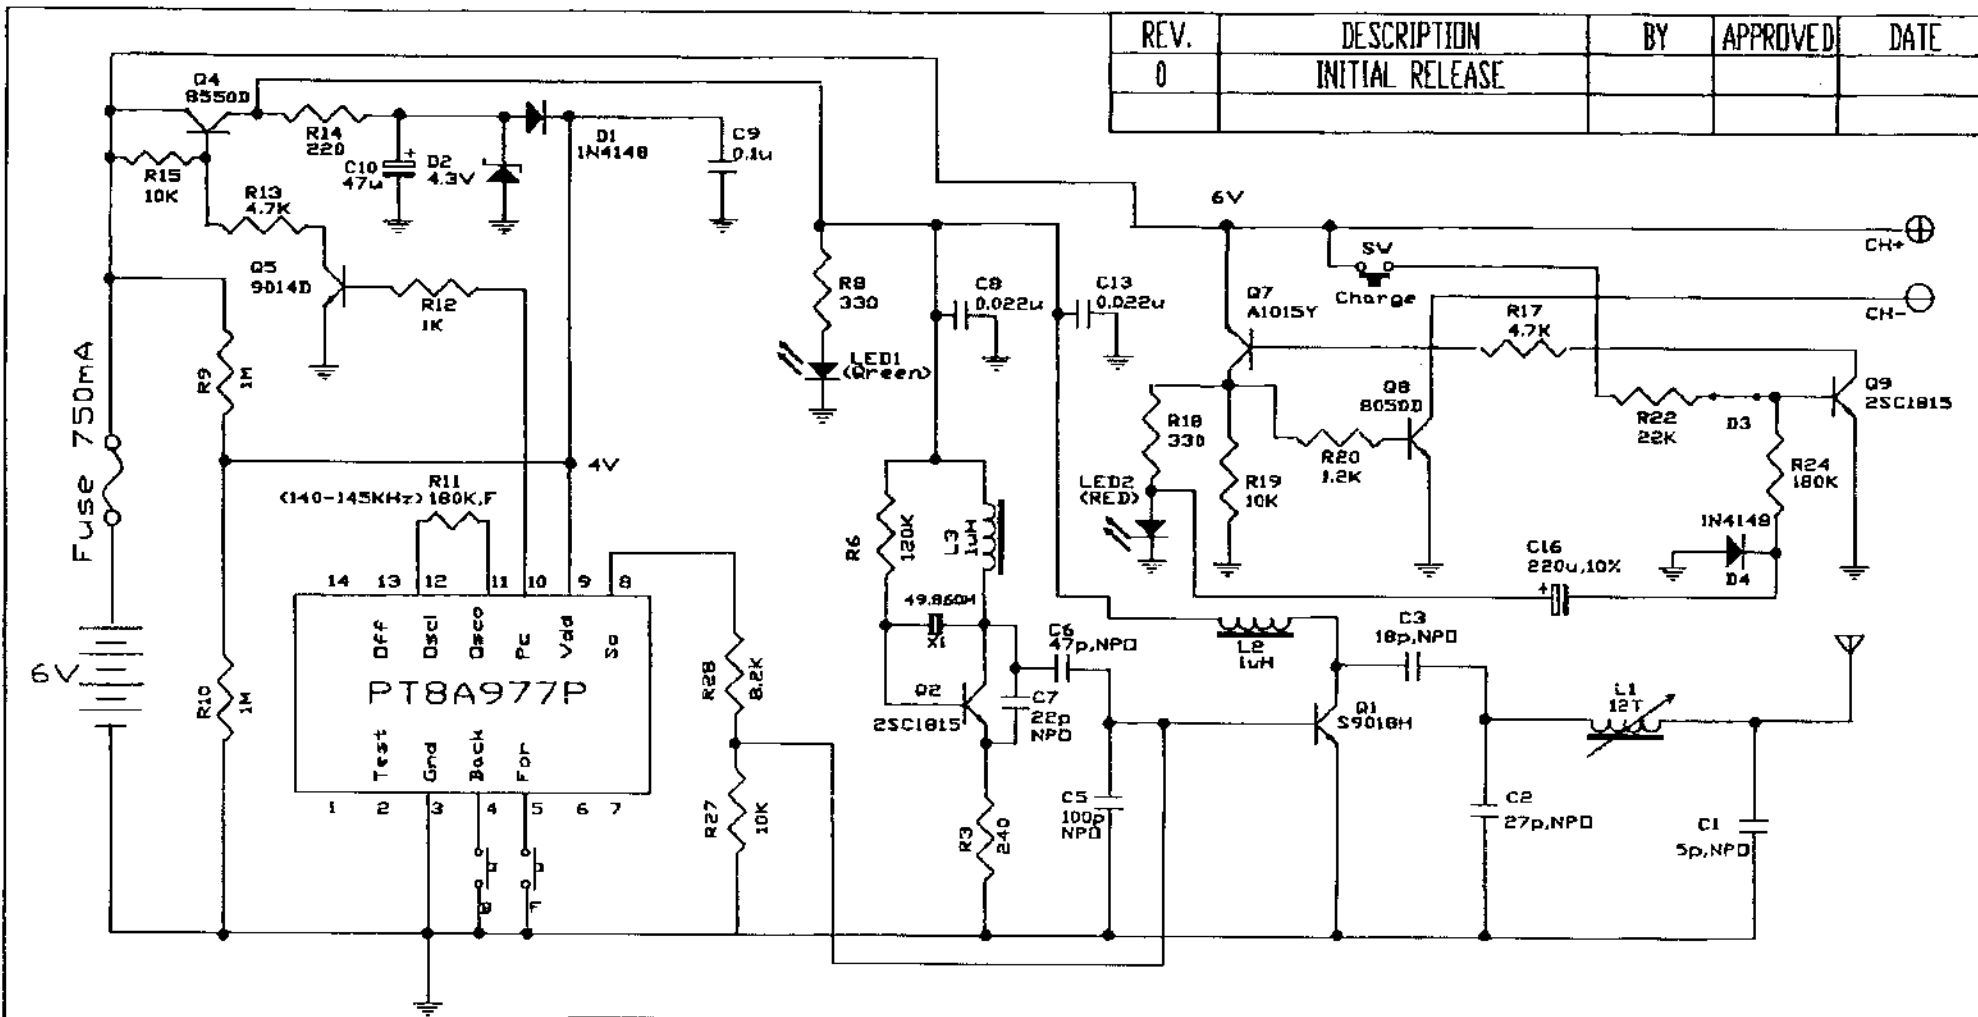 REV. DESCRIPTION BY APPROVED DATE
0 INITIAL RELEASE
Q4
8550D
R14
220
C10
47u
+
D2
4.3V
D1
1N4148
C9
0.1u
R15
10K
R13
4.7K
Q5
9014D
R12
1K
R9
1M
Fuse 750mA
4V
R11
(140-145KHz) 180K,F
14 13 12 11 10 9 8
Off Osci Osco Pc Vdd So
PT8A977P
Test Gnd Back For
1 2 3 4 5 6 7
B F
6V
R10
1M
R28
8.2K
R27
10K
R8
330
LED1
(Green)
C8
0.022u
C13
0.022u
R6
120K
L3
1uH
49.860M
X1
Q2
2SC1815
C6
47p,NPO
C7
22p
NPO
R3
240
C5
100p
NPO
6V
SW
Charge
CH+
CH-
Q7
A1015Y
R17
4.7K
Q8
8050D
Q9
2SC1815
R18
330
R19
10K
R20
1.2K
R22
22K
D3
R24
180K
LED2
(RED)
1N4148
D4
C16
220u,10%
+
L2
1uH
C3
18p,NPO
Q1
S9018H
L1
12T
C2
27p,NPO
C1
5p,NPO